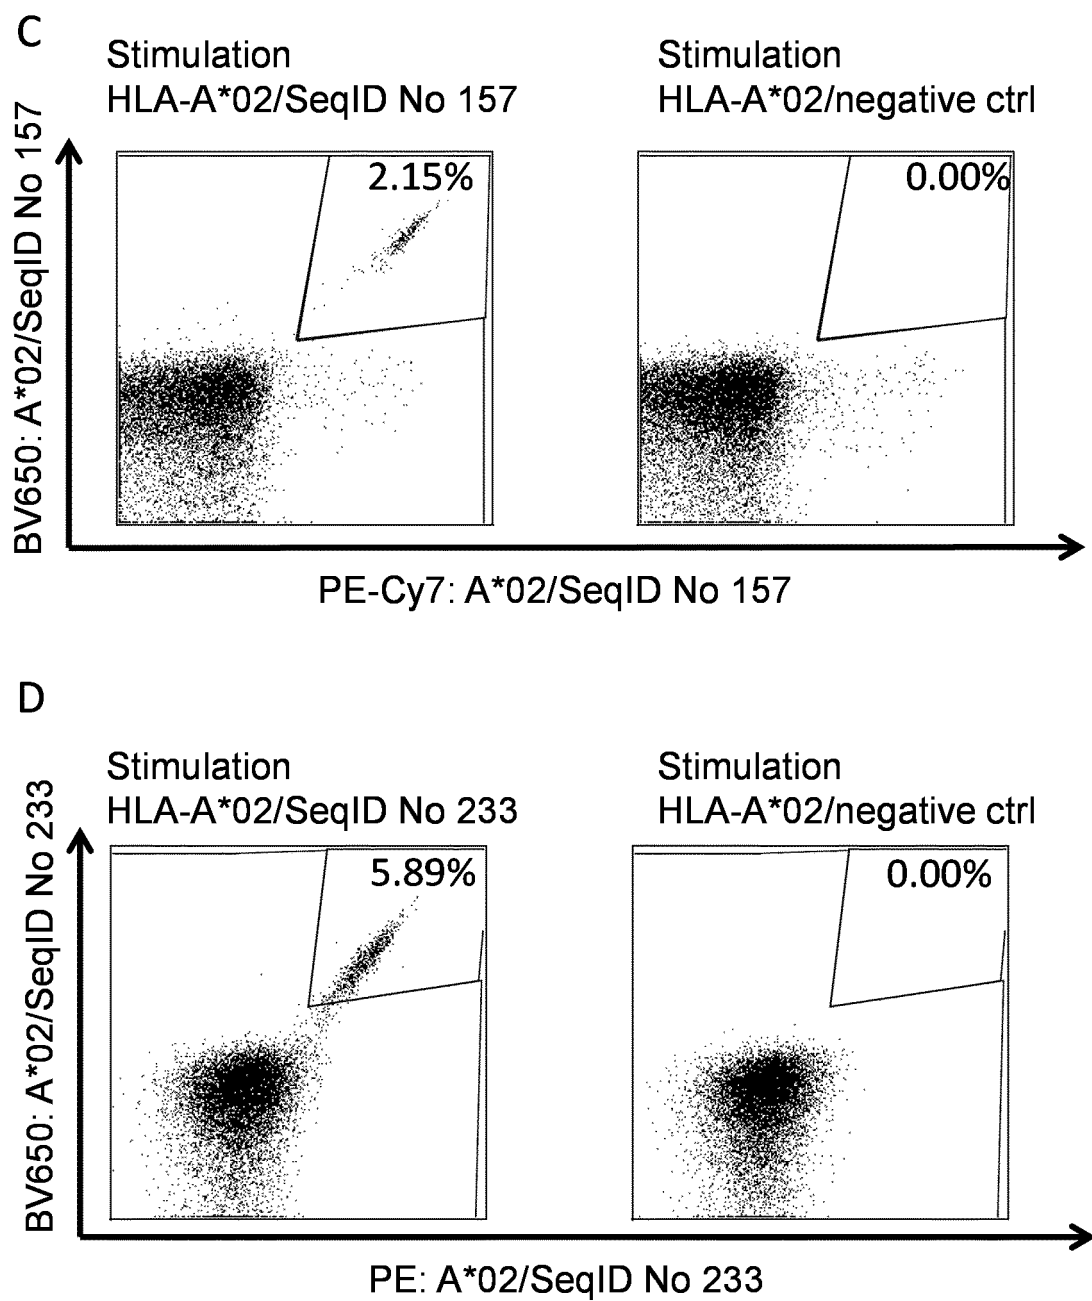 C
Stimulation
HLA-A*02/SeqID No 157
Stimulation
HLA-A*02/negative ctrl
BV650: A*02/SeqID No 157
2.15%
0.00%
PE-Cy7: A*02/SeqID No 157
D
Stimulation
HLA-A*02/SeqID No 233
Stimulation
HLA-A*02/negative ctrl
BV650: A*02/SeqID No 233
5.89%
0.00%
PE: A*02/SeqID No 233